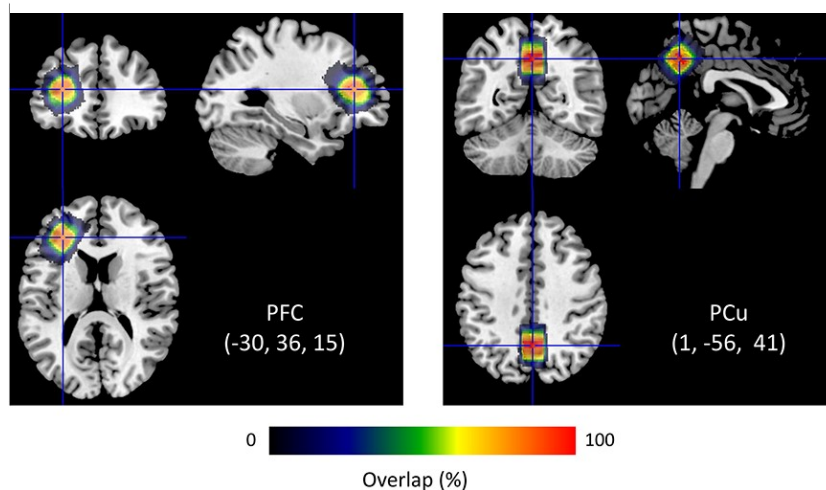 PFC
(-30, 36, 15)
PCu
(1, -56, 41)
0
100
Overlap (%)